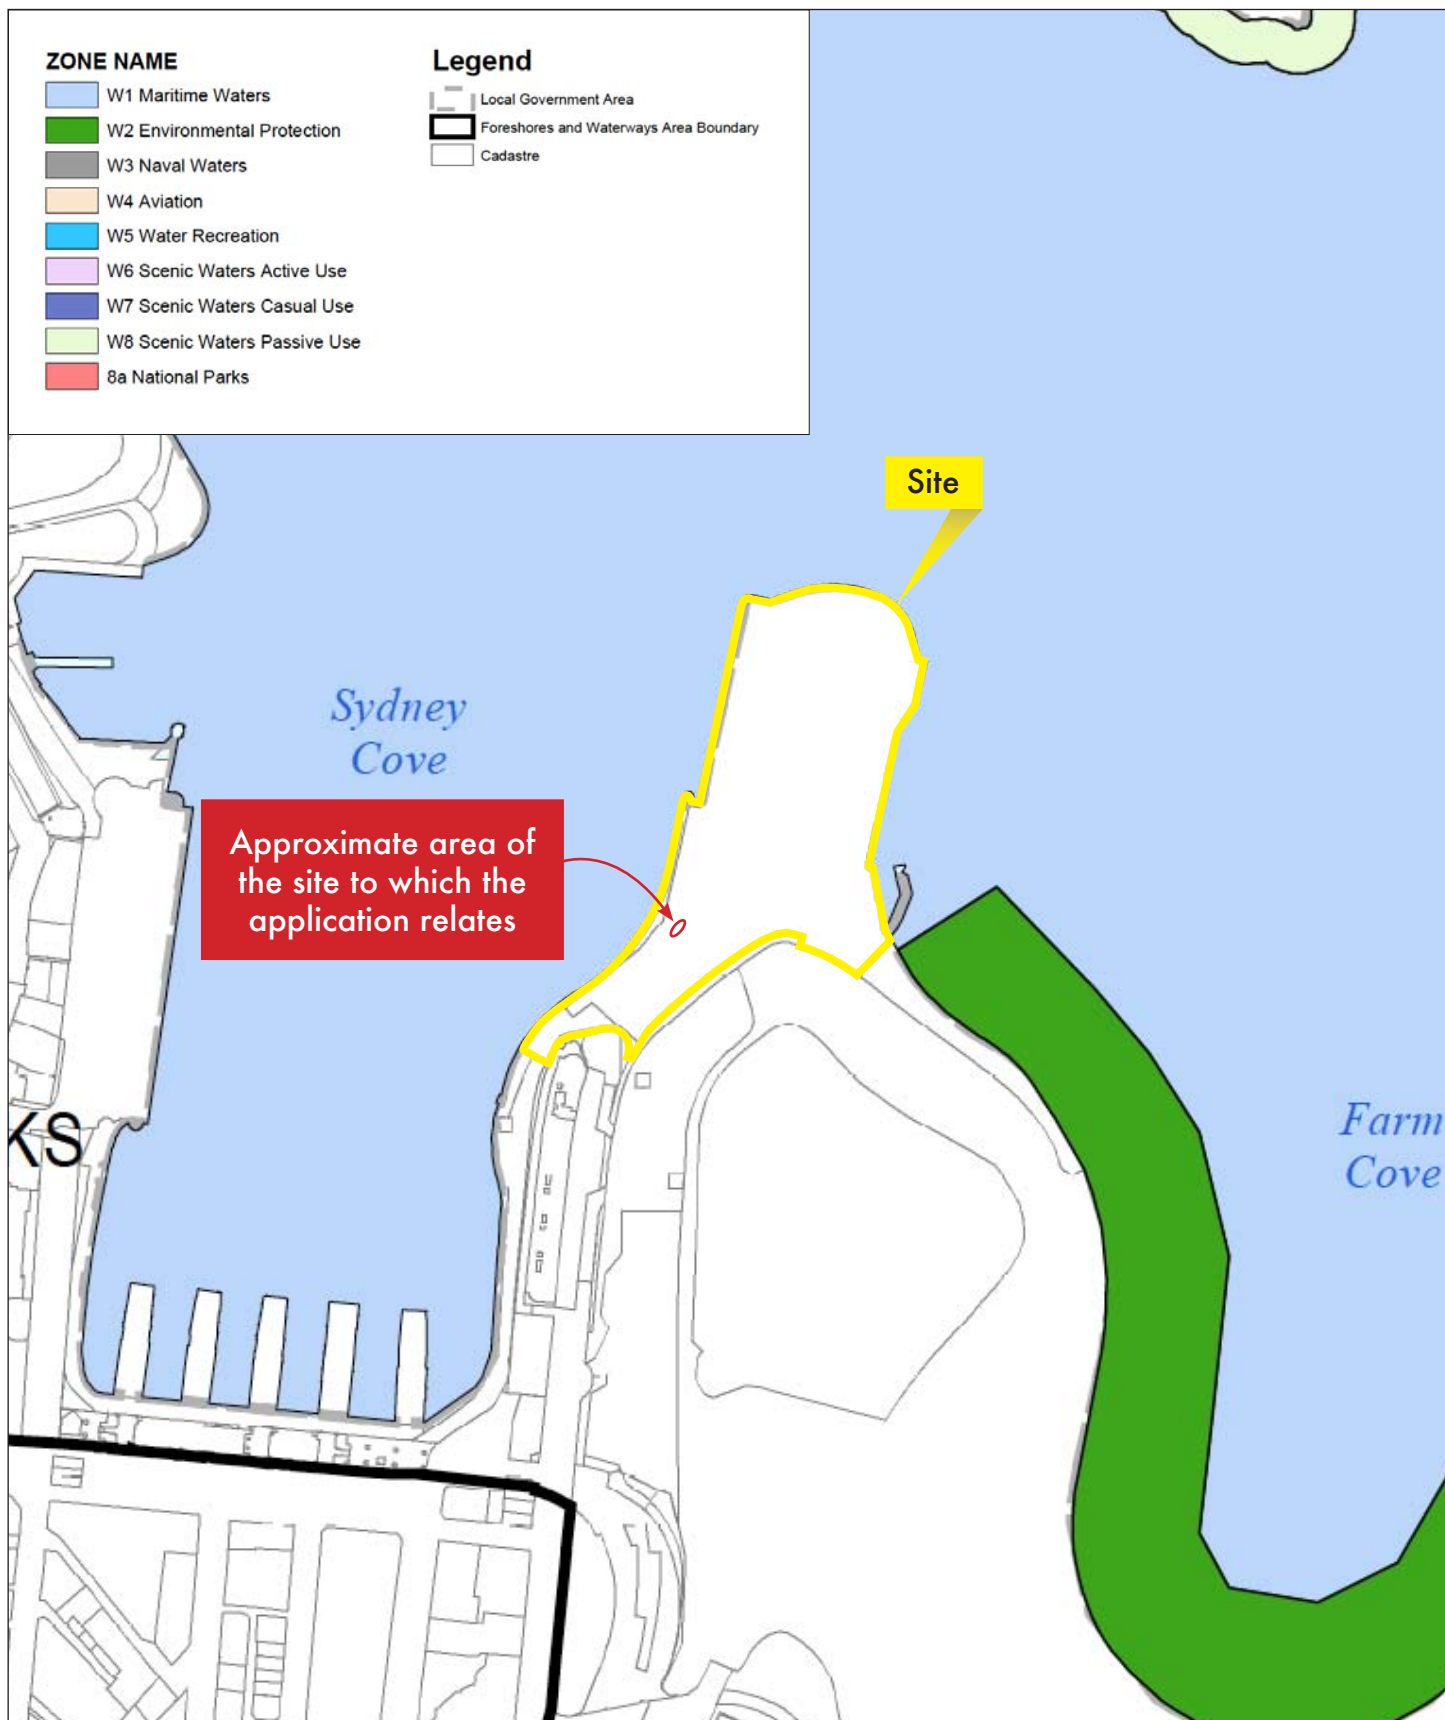 ZONE NAME
W1 Maritime Waters
W2 Environmental Protection
W3 Naval Waters
W4 Aviation
W5 Water Recreation
W6 Scenic Waters Active Use
W7 Scenic Waters Casual Use
W8 Scenic Waters Passive Use
8a National Parks
Legend
Local Government Area
Foreshores and Waterways Area Boundary
Cadastre
Site
Sydney
Cove
Approximate area of
the site to which the
application relates
KS
Farm
Cove